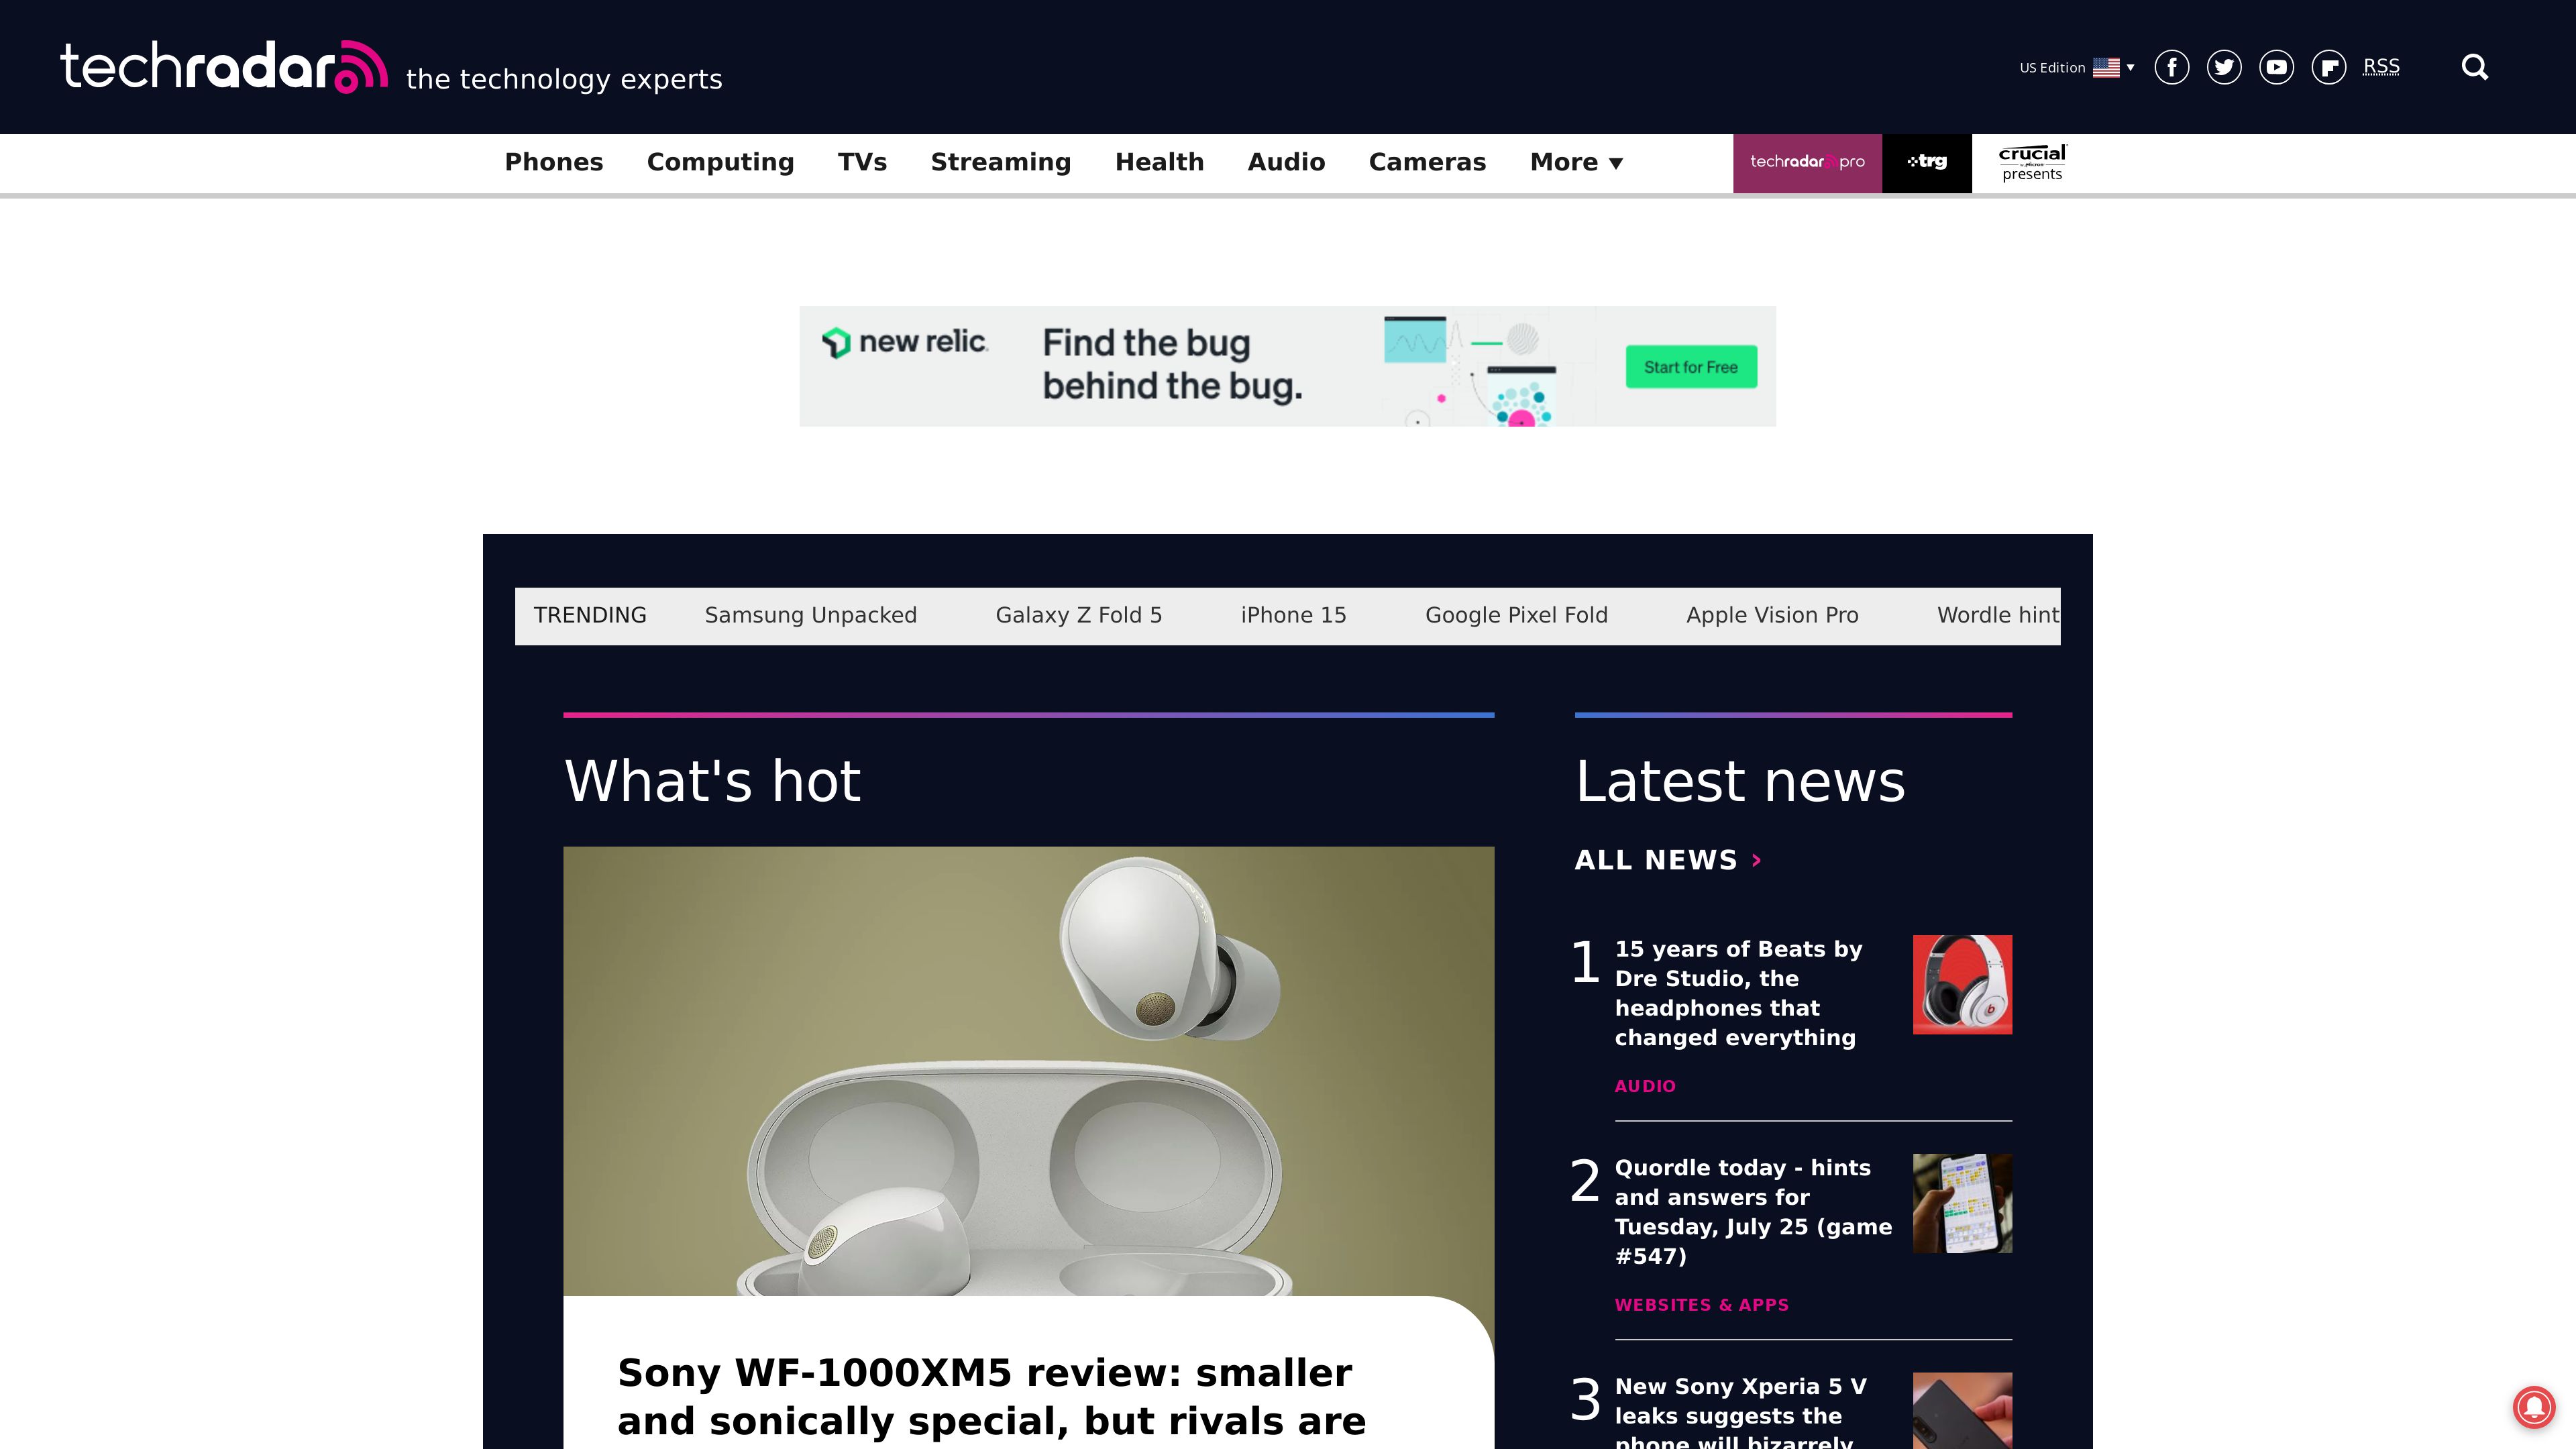 techradar the technology experts
US Edition
RSS
Phones Computing TVs Streaming Health Audio Cameras More
techradar pro
trg
crucial
by Micron
presents
new relic
Find the bug
behind the bug.
Start for Free
TRENDING Samsung Unpacked Galaxy Z Fold 5 iPhone 15 Google Pixel Fold Apple Vision Pro Wordle hint
What's hot
Sony WF-1000XM5 review: smaller
and sonically special, but rivals are
Latest news
ALL NEWS ›
1
15 years of Beats by
Dre Studio, the
headphones that
changed everything
AUDIO
2
Quordle today - hints
and answers for
Tuesday, July 25 (game
#547)
WEBSITES & APPS
3
New Sony Xperia 5 V
leaks suggests the
phone will bizarrely